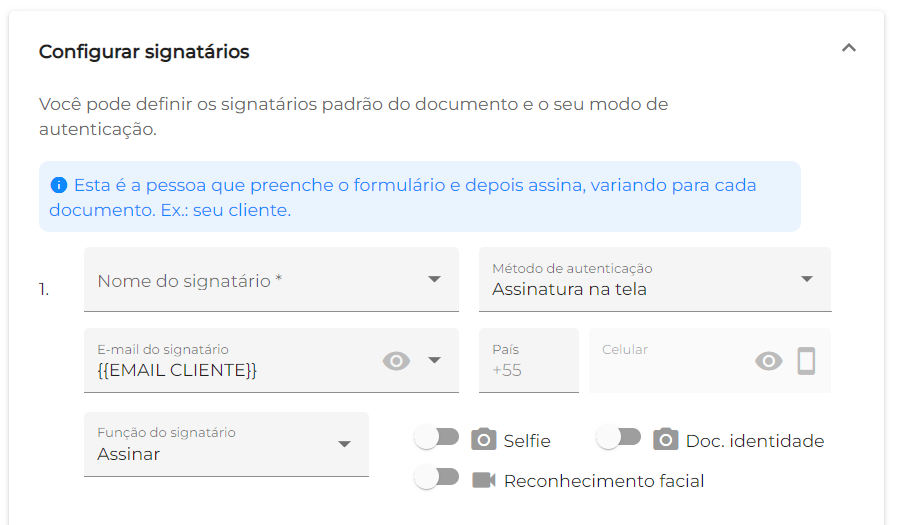 Configurar signatários
Você pode definir os signatários padrão do documento e o seu modo de
autenticação.
Esta é a pessoa que preenche o formulário e depois assina, variando para cada
documento. Ex.: seu cliente.
1.
Nome do signatário *
Método de autenticação
Assinatura na tela
E-mail do signatário
{{EMAIL CLIENTE}}
País
+55
Celular
Função do signatário
Assinar
Selfie
Doc. identidade
Reconhecimento facial